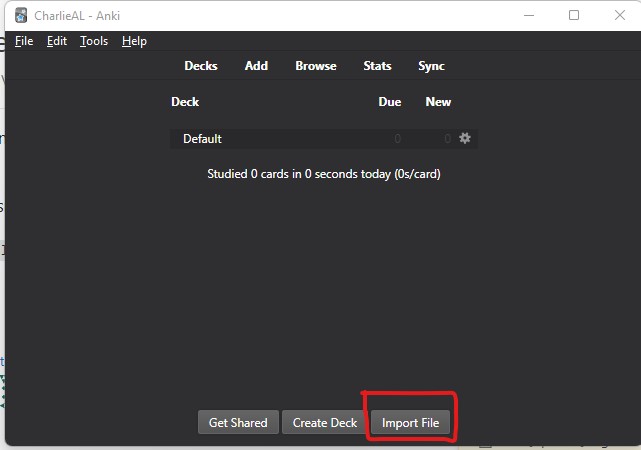 CharlieAL - Anki
File Edit Tools Help
Decks Add Browse Stats Sync
Deck Due New
Default 0 0
Studied 0 cards in 0 seconds today (0s/card)
Get Shared Create Deck Import File